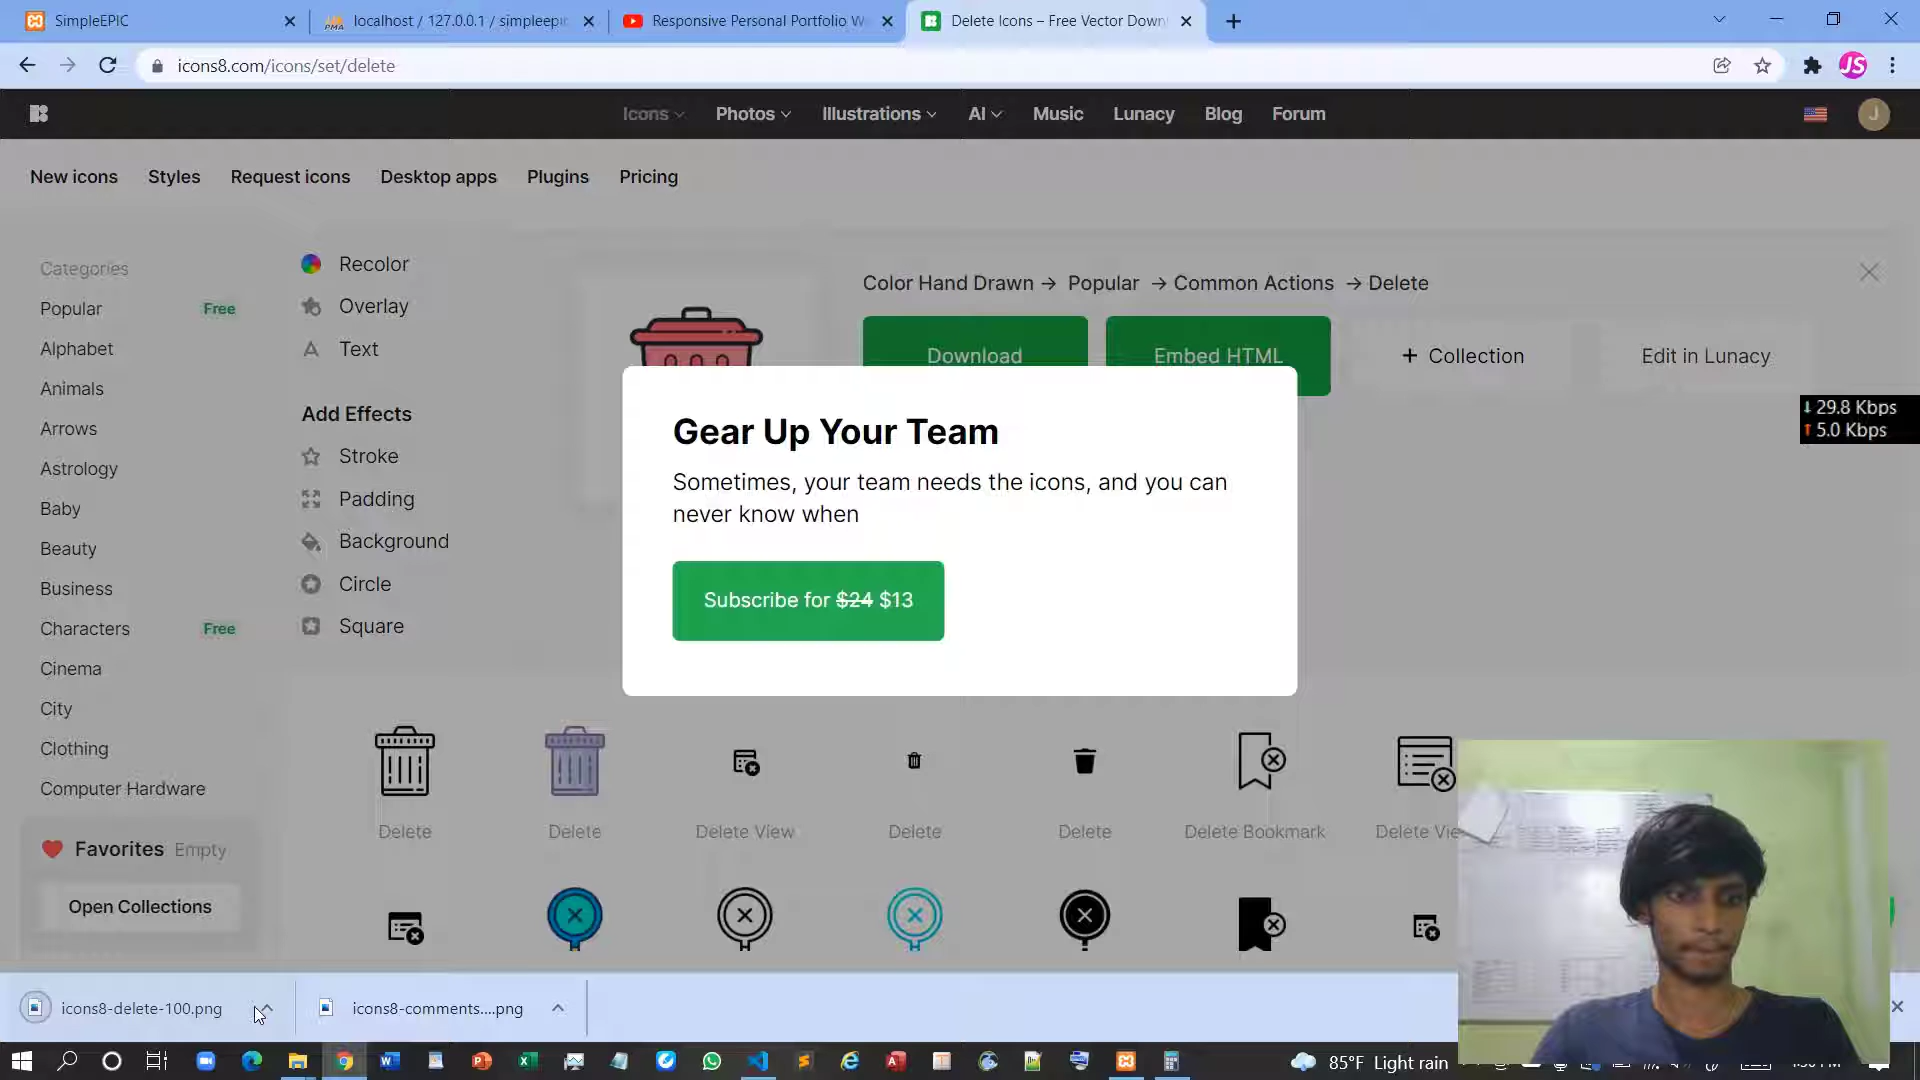 SimpleEPIC
localhost / 127.0.0.1 / simpleepic
Responsive Personal Portfolio W
Delete Icons – Free Vector Down
icons8.com/icons/set/delete
JS
Icons
Photos
Illustrations
AI
Music
Lunacy
Blog
Forum
J
New icons
Styles
Request icons
Desktop apps
Plugins
Pricing
Categories
Popular Free
Alphabet
Animals
Arrows
Astrology
Baby
Beauty
Business
Characters Free
Cinema
City
Clothing
Computer Hardware
Favorites Empty
Open Collections
Recolor
Overlay
Text
Add Effects
Stroke
Padding
Background
Circle
Square
Color Hand Drawn → Popular → Common Actions → Delete
Download
Embed HTML
+ Collection
Edit in Lunacy
29.8 Kbps
5.0 Kbps
Gear Up Your Team
Sometimes, your team needs the icons, and you can
never know when
Subscribe for $24 $13
Delete
Delete
Delete View
Delete
Delete
Delete Bookmark
Delete Vie
icons8-delete-100.png
icons8-comments....png
85°F Light rain